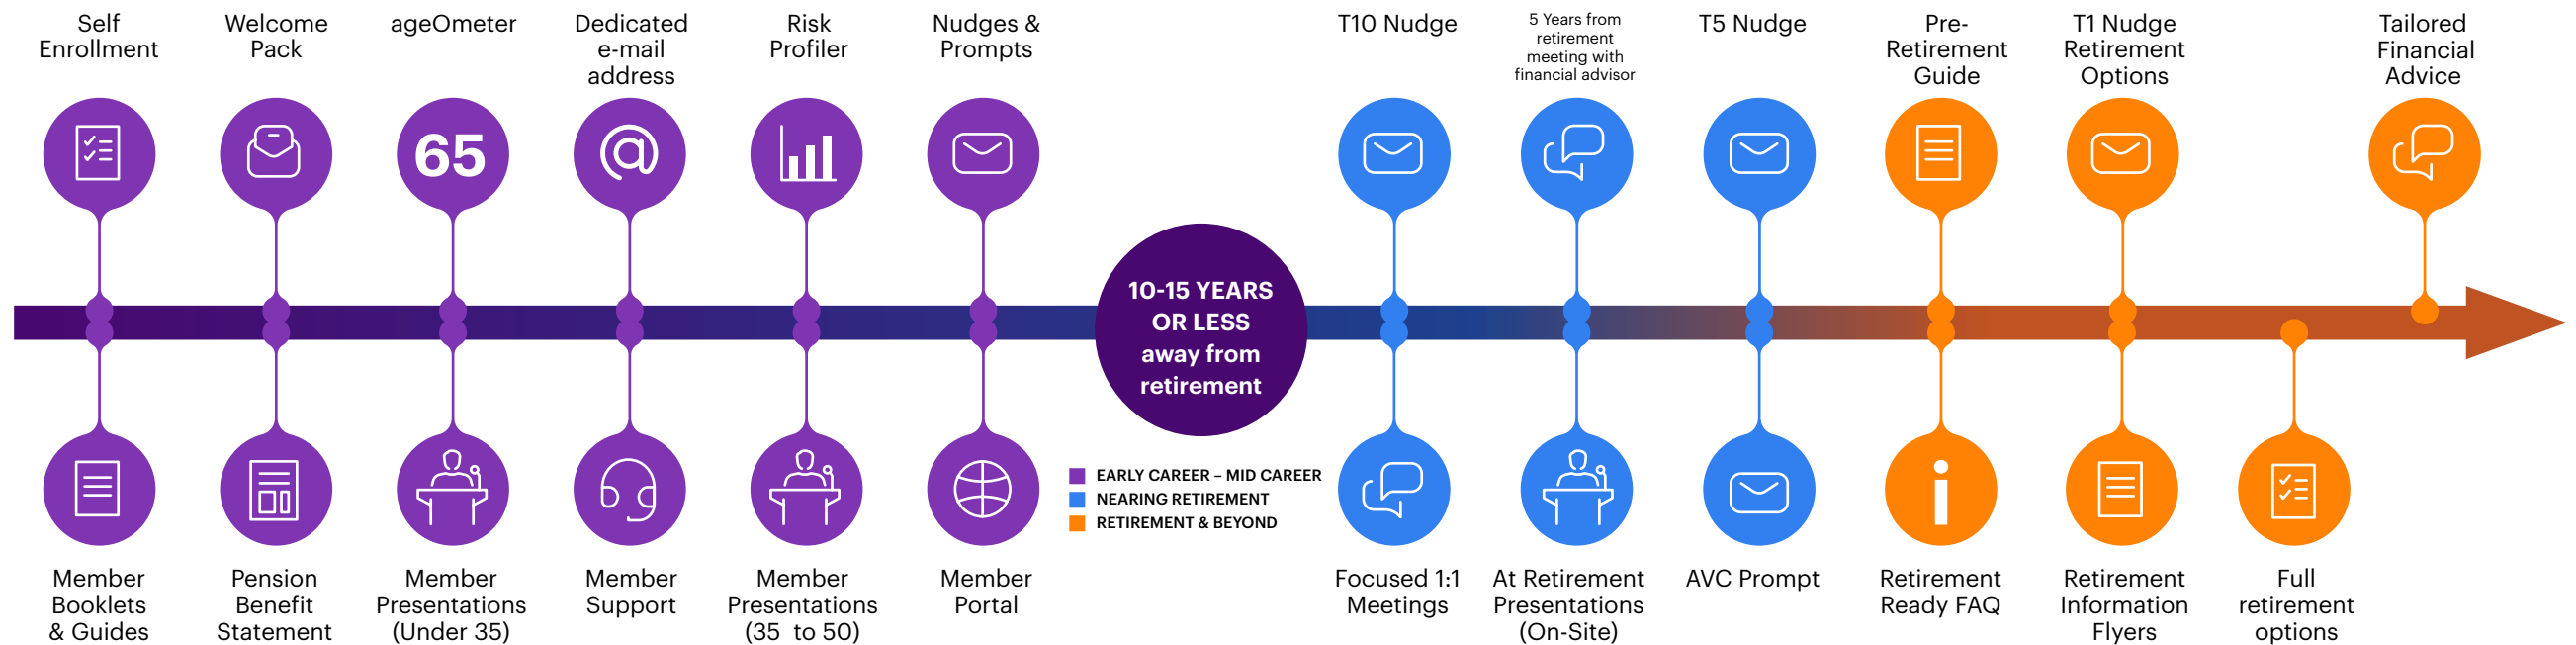 Self
Enrollment
Welcome
Pack
ageOmeter
Dedicated
e-mail
address
Risk
Profiler
Nudges &
Prompts
T10 Nudge
5 Years from
retirement
meeting with
financial advisor
T5 Nudge
Pre-
Retirement
Guide
T1 Nudge
Retirement
Options
Tailored
Financial
Advice
65
10-15 YEARS
OR LESS
away from
retirement
EARLY CAREER – MID CAREER
NEARING RETIREMENT
RETIREMENT & BEYOND
Member
Booklets
& Guides
Pension
Benefit
Statement
Member
Presentations
(Under 35)
Member
Support
Member
Presentations
(35 to 50)
Member
Portal
Focused 1:1
Meetings
At Retirement
Presentations
(On-Site)
AVC Prompt
Retirement
Ready FAQ
Retirement
Information
Flyers
Full
retirement
options